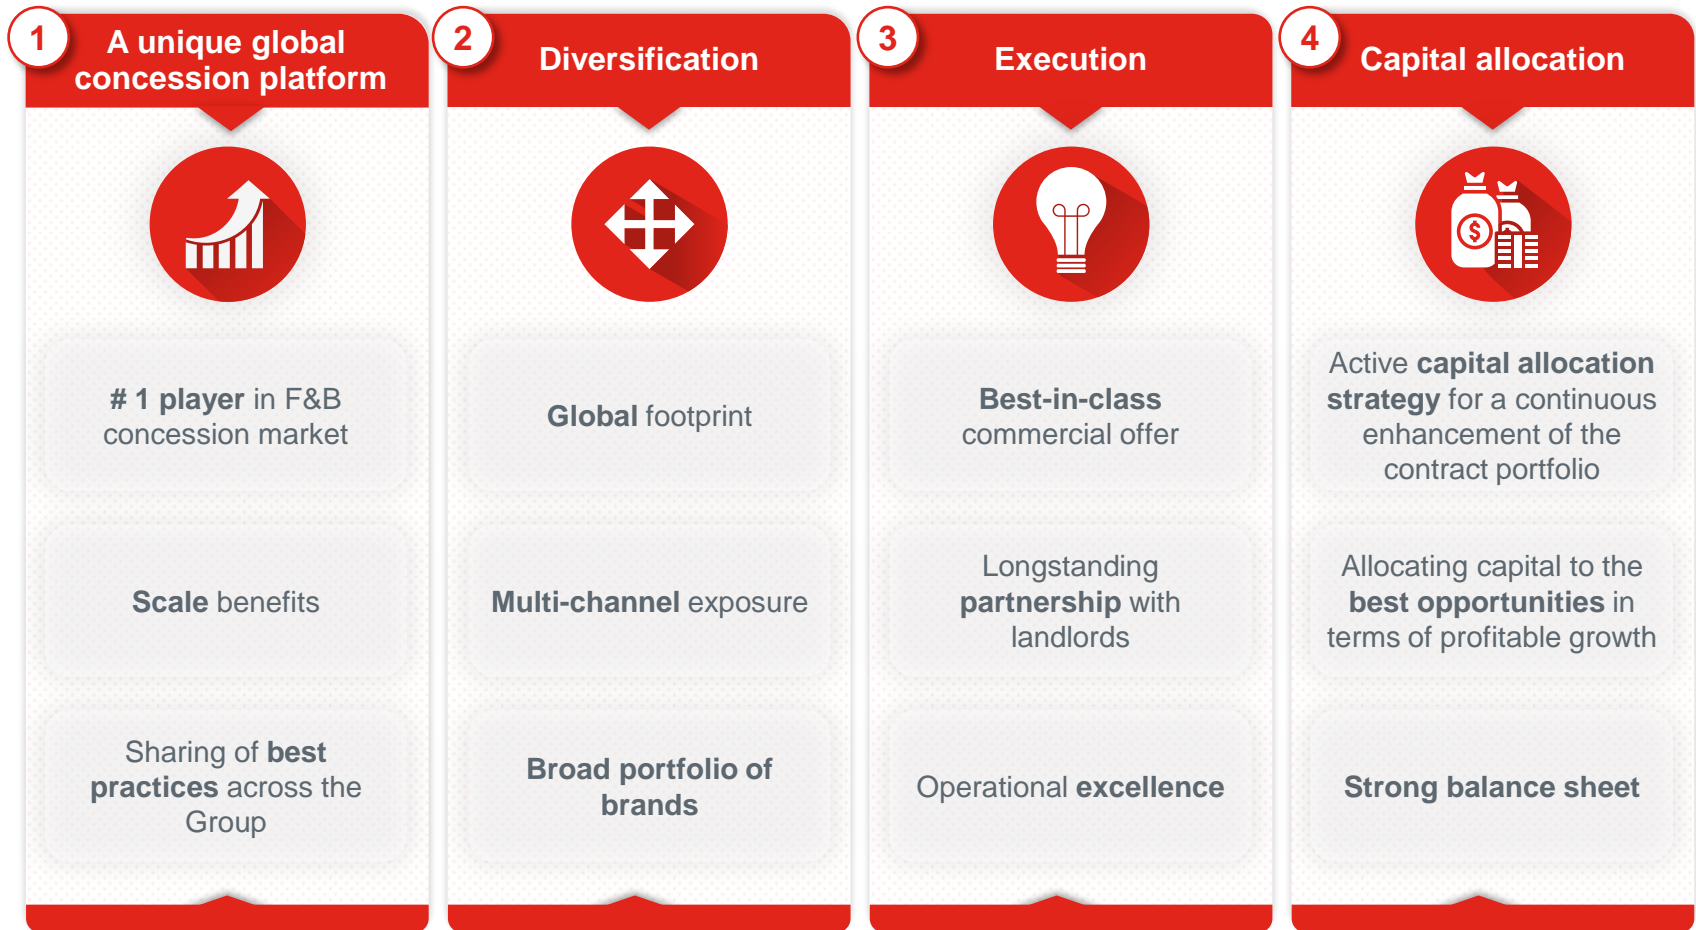 1
A unique global
concession platform
# 1 player in F&B
concession market
Scale benefits
Sharing of best
practices across the
Group
2
Diversification
Global footprint
Multi-channel exposure
Broad portfolio of
brands
3
Execution
Best-in-class
commercial offer
Longstanding
partnership with
landlords
Operational excellence
4
Capital allocation
$
Active capital allocation
strategy for a continuous
enhancement of the
contract portfolio
Allocating capital to the
best opportunities in
terms of profitable growth
Strong balance sheet